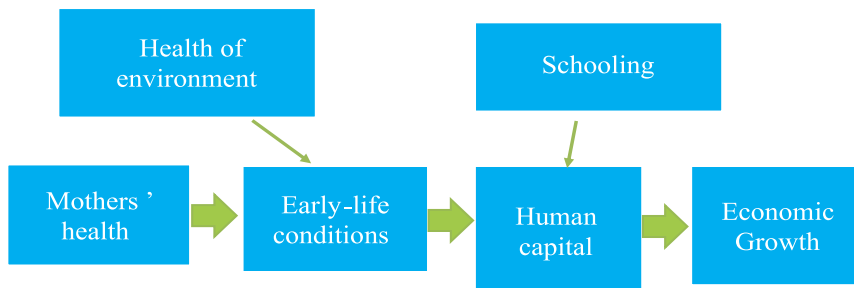 Health of
environment
Schooling
Mothers ’
health
Early-life
conditions
Human
capital
Economic
Growth